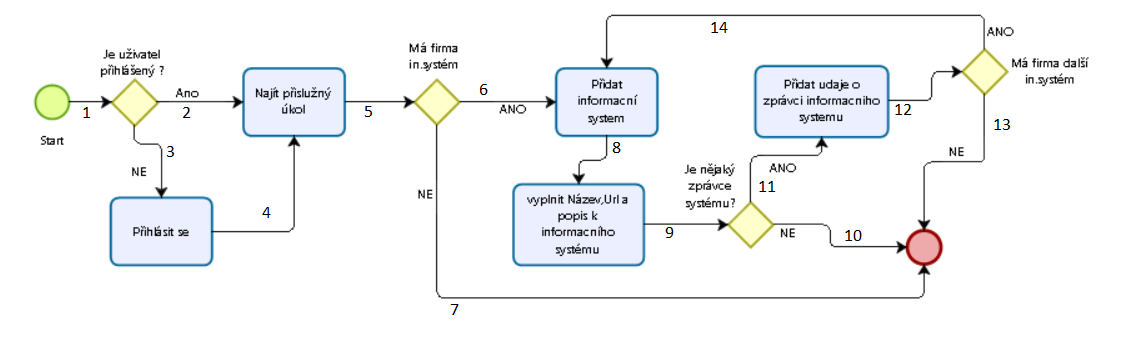 Start
1
Je uživatel
přihlášený ?
Ano
2
3
NE
Přihlásit se
4
Najít příslužný
úkol
5
Má firma
in.systém
6
ANO
NE
7
Přidat
informacní
system
8
vyplnit Název,Url a
popis k
informacního
systému
9
Je nějaký
zprávce
systému?
11
ANO
NE
10
Přidat udaje o
zprávci informacniho
systemu
12
Má firma další
in.systém
13
NE
ANO
14